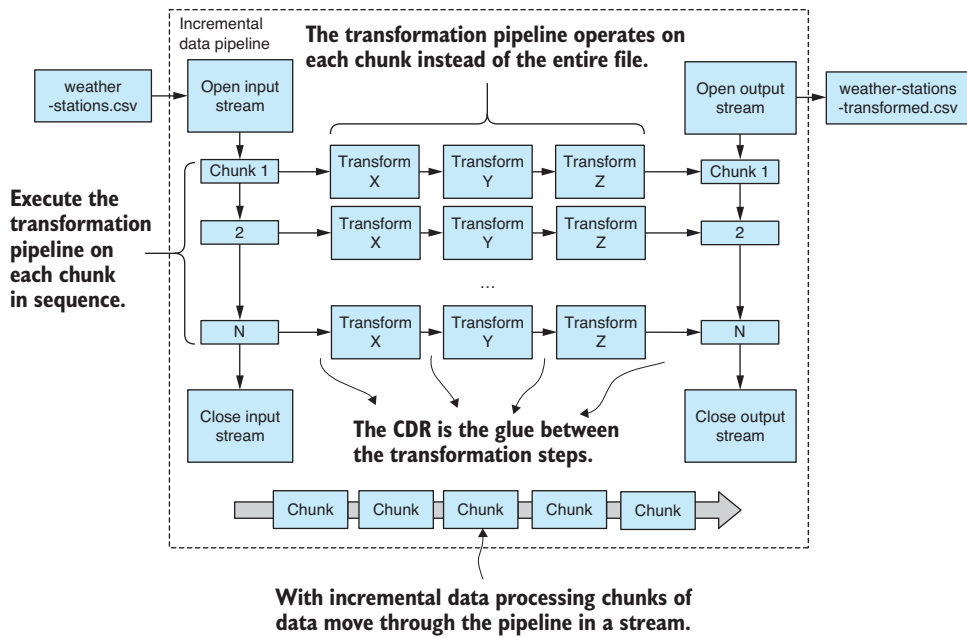 Incremental
data pipeline
The transformation pipeline operates on
each chunk instead of the entire file.
weather
-stations.csv
Open input
stream
Open output
stream
weather-stations
-transformed.csv
Execute the
transformation
pipeline on
each chunk
in sequence.
Chunk 1
Transform
X
Transform
Y
Transform
Z
Chunk 1
2
Transform
X
Transform
Y
Transform
Z
2
...
N
Transform
X
Transform
Y
Transform
Z
N
Close input
stream
The CDR is the glue between
the transformation steps.
Close output
stream
Chunk
Chunk
Chunk
Chunk
Chunk
With incremental data processing chunks of
data move through the pipeline in a stream.